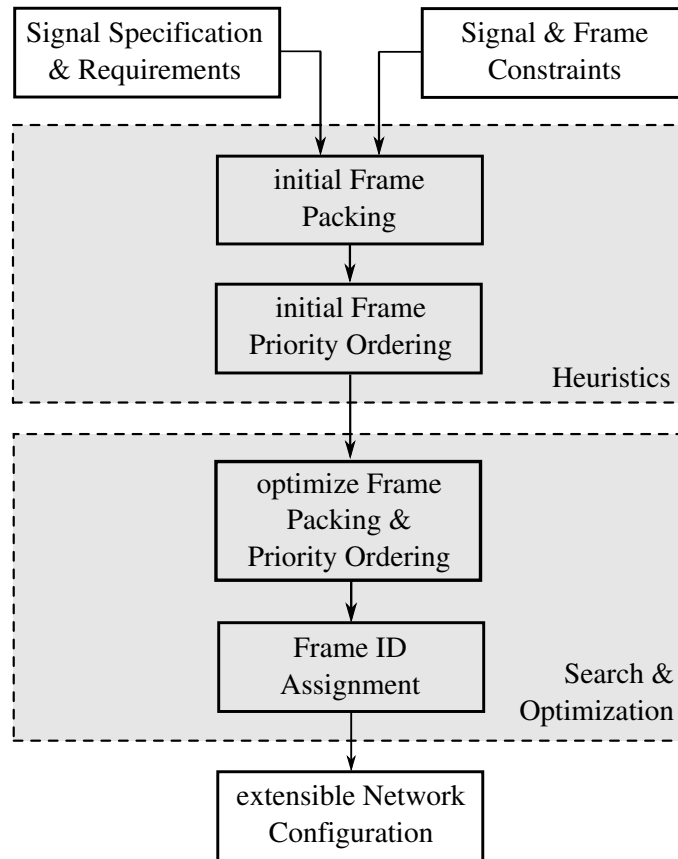 Signal Specification
& Requirements
Signal & Frame
Constraints
initial Frame
Packing
initial Frame
Priority Ordering
Heuristics
optimize Frame
Packing &
Priority Ordering
Frame ID
Assignment
Search &
Optimization
extensible Network
Configuration